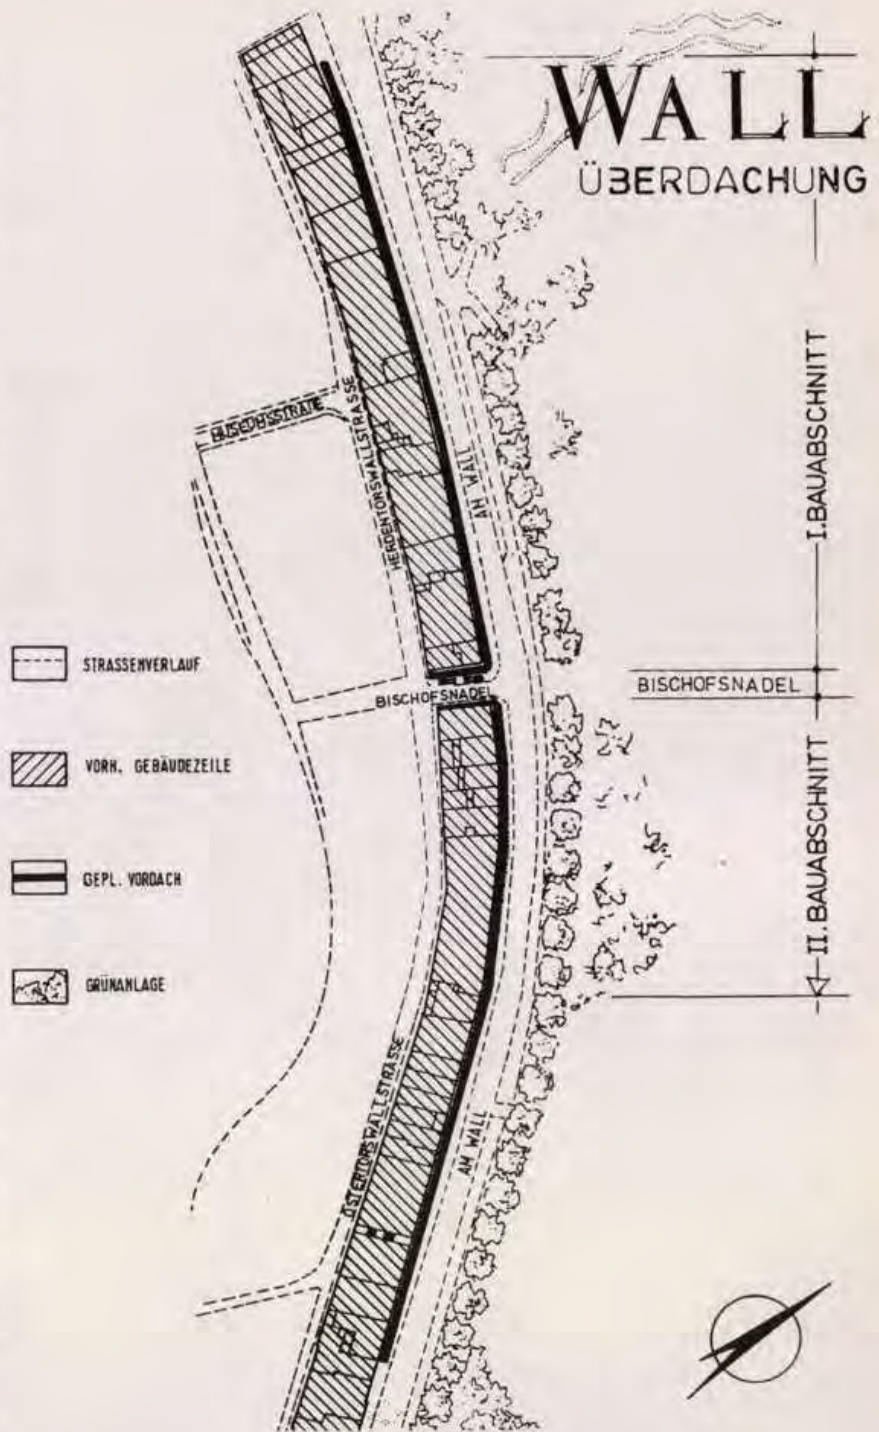 WALL
ÜBERDACHUNG
I. BAUABSCHNITT
MUSEUMSSTRAßE
HERDENTORSWALLSTRASSE
AM WALL
BISCHOFSNADEL
BISCHOFSNADEL
STRASSENVERLAUF
VORH. GEBÄUDEZEILE
GEPL. VORDACH
GRÜNANLAGE
II. BAUABSCHNITT
OSTERTORSWALLSTRASSE
AM WALL